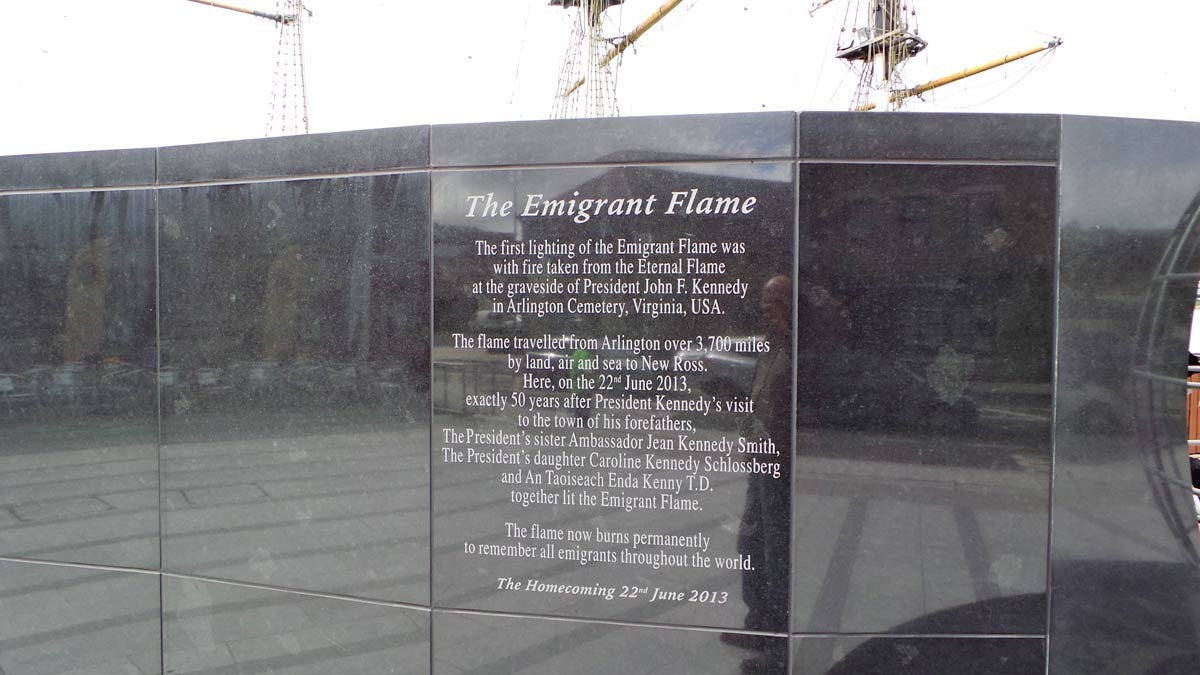 The Emigrant Flame
The first lighting of the Emigrant Flame was
with fire taken from the Eternal Flame
at the graveside of President John F. Kennedy
in Arlington Cemetery, Virginia, USA.
The flame travelled from Arlington over 3,700 miles
by land, air and sea to New Ross.
Here, on the 22nd June 2013,
exactly 50 years after President Kennedy's visit
to the town of his forefathers,
The President's sister Ambassador Jean Kennedy Smith,
The President's daughter Caroline Kennedy Schlossberg
and An Taoiseach Enda Kenny T.D.
together lit the Emigrant Flame.
The flame now burns permanently
to remember all emigrants throughout the world.
The Homecoming 22nd June 2013